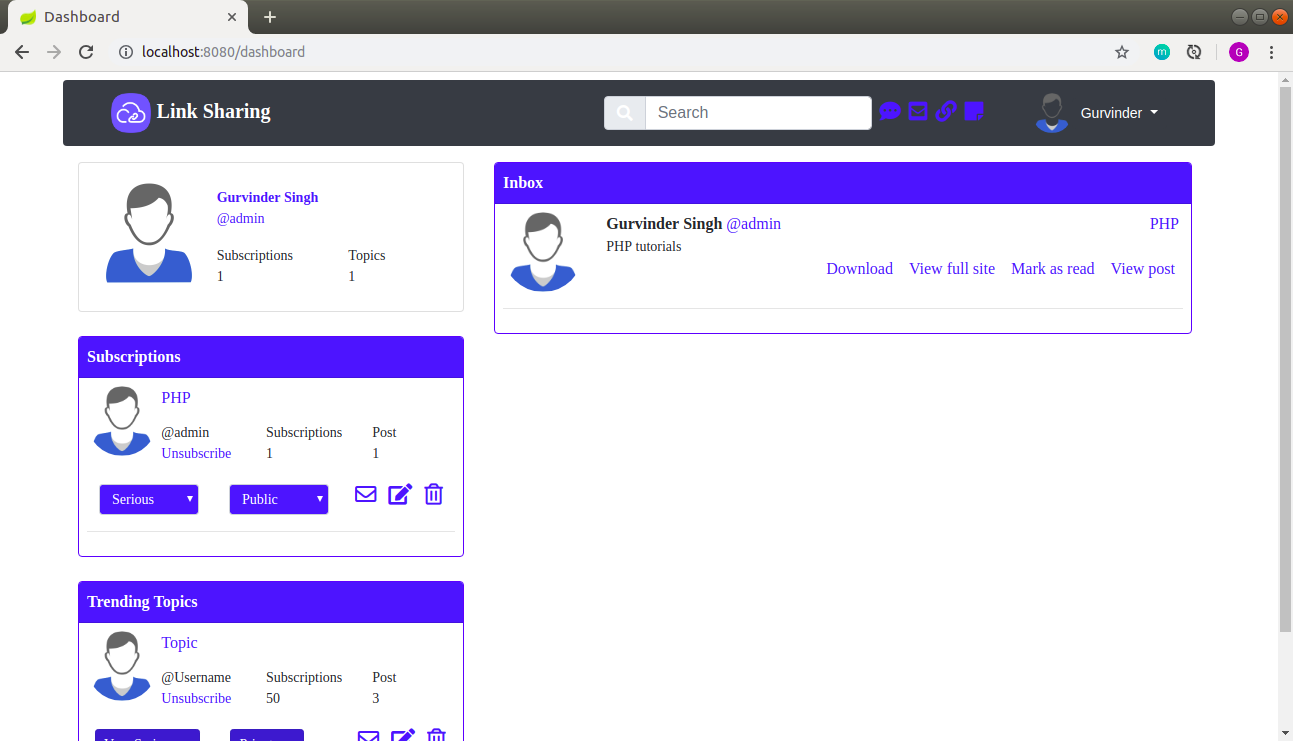 Dashboard
localhost:8080/dashboard
m
G
Link Sharing
Search
Gurvinder
Gurvinder Singh
@admin
Subscriptions Topics
1 1
Inbox
Gurvinder Singh @admin PHP
PHP tutorials
Download View full site Mark as read View post
Subscriptions
PHP
@admin Subscriptions Post
Unsubscribe 1 1
Serious Public
Trending Topics
Topic
@Username Subscriptions Post
Unsubscribe 50 3